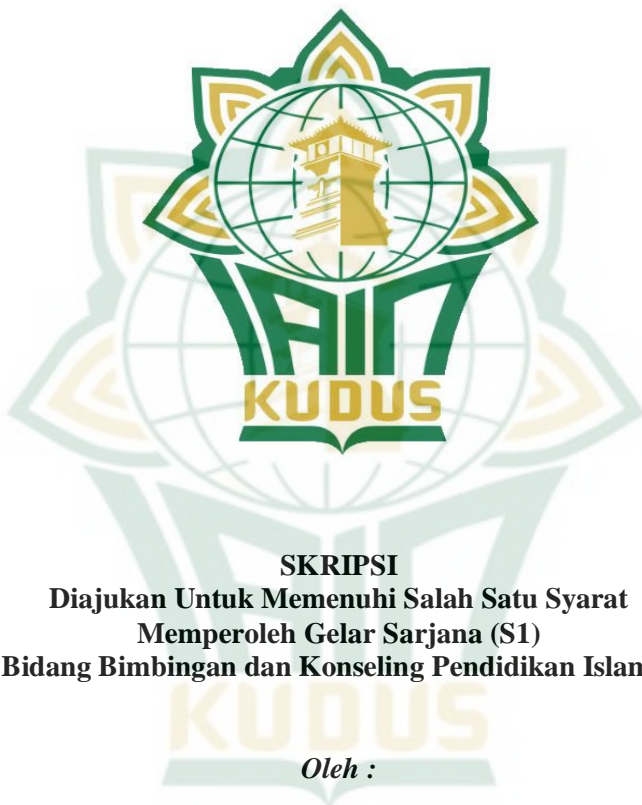 IAIN
KUDUS
SKRIPSI
Diajukan Untuk Memenuhi Salah Satu Syarat
Memperoleh Gelar Sarjana (S1)
Bidang Bimbingan dan Konseling Pendidikan Islam
Oleh :